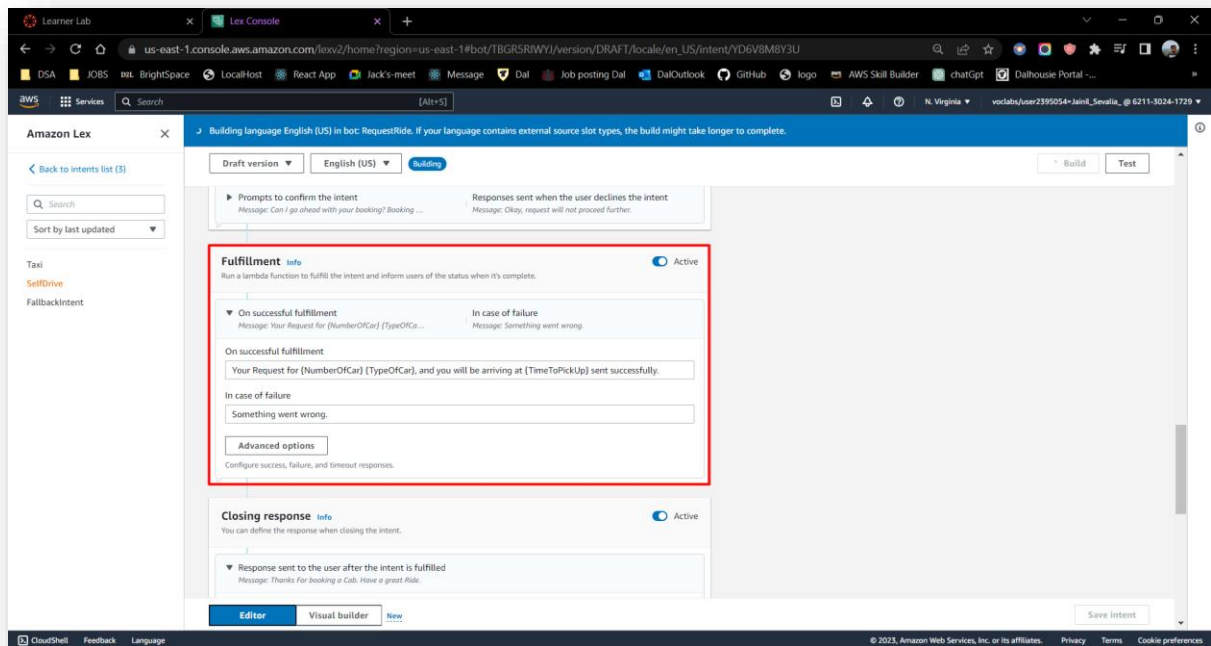 Learner Lab
Lex Console
us-east-1.console.aws.amazon.com/lexv2/home?region=us-east-1#bot/TBGR5RIWYJ/version/DRAFT/locale/en_US/intent/YD6V8M8Y3U
DSA JOBS D2L BrightSpace LocalHost React App Jack's-meet Message Dal Job posting Dal DalOutlook GitHub logo AWS Skill Builder chatGpt Dalhousie Portal -...
aws Services Search [Alt+S] N. Virginia voclabs/user2395054=Jainil_Sevalia_ @ 6211-3024-1729
Amazon Lex
Building language English (US) in bot: RequestRide. If your language contains external source slot types, the build might take longer to complete.
Back to intents list (3)
Draft version English (US) Building Build Test
Search
Sort by last updated
Taxi
SelfDrive
FallbackIntent
Prompts to confirm the intent
Message: Can I go ahead with your booking? Booking ...
Responses sent when the user declines the intent
Message: Okay, request will not proceed further.
Fulfillment Info
Active
Run a lambda function to fulfill the intent and inform users of the status when it's complete.
On successful fulfillment
Message: Your Request for {NumberOfCar} {TypeOfCa...
In case of failure
Message: Something went wrong.
On successful fulfillment
Your Request for {NumberOfCar} {TypeOfCar}, and you will be arriving at {TimeToPickUp} sent successfully.
In case of failure
Something went wrong.
Advanced options
Configure success, failure, and timeout responses.
Closing response Info
Active
You can define the response when closing the intent.
Response sent to the user after the intent is fulfilled
Message: Thanks For booking a Cab. Have a great Ride.
Editor Visual builder New
Save intent
CloudShell Feedback Language © 2023, Amazon Web Services, Inc. or its affiliates. Privacy Terms Cookie preferences